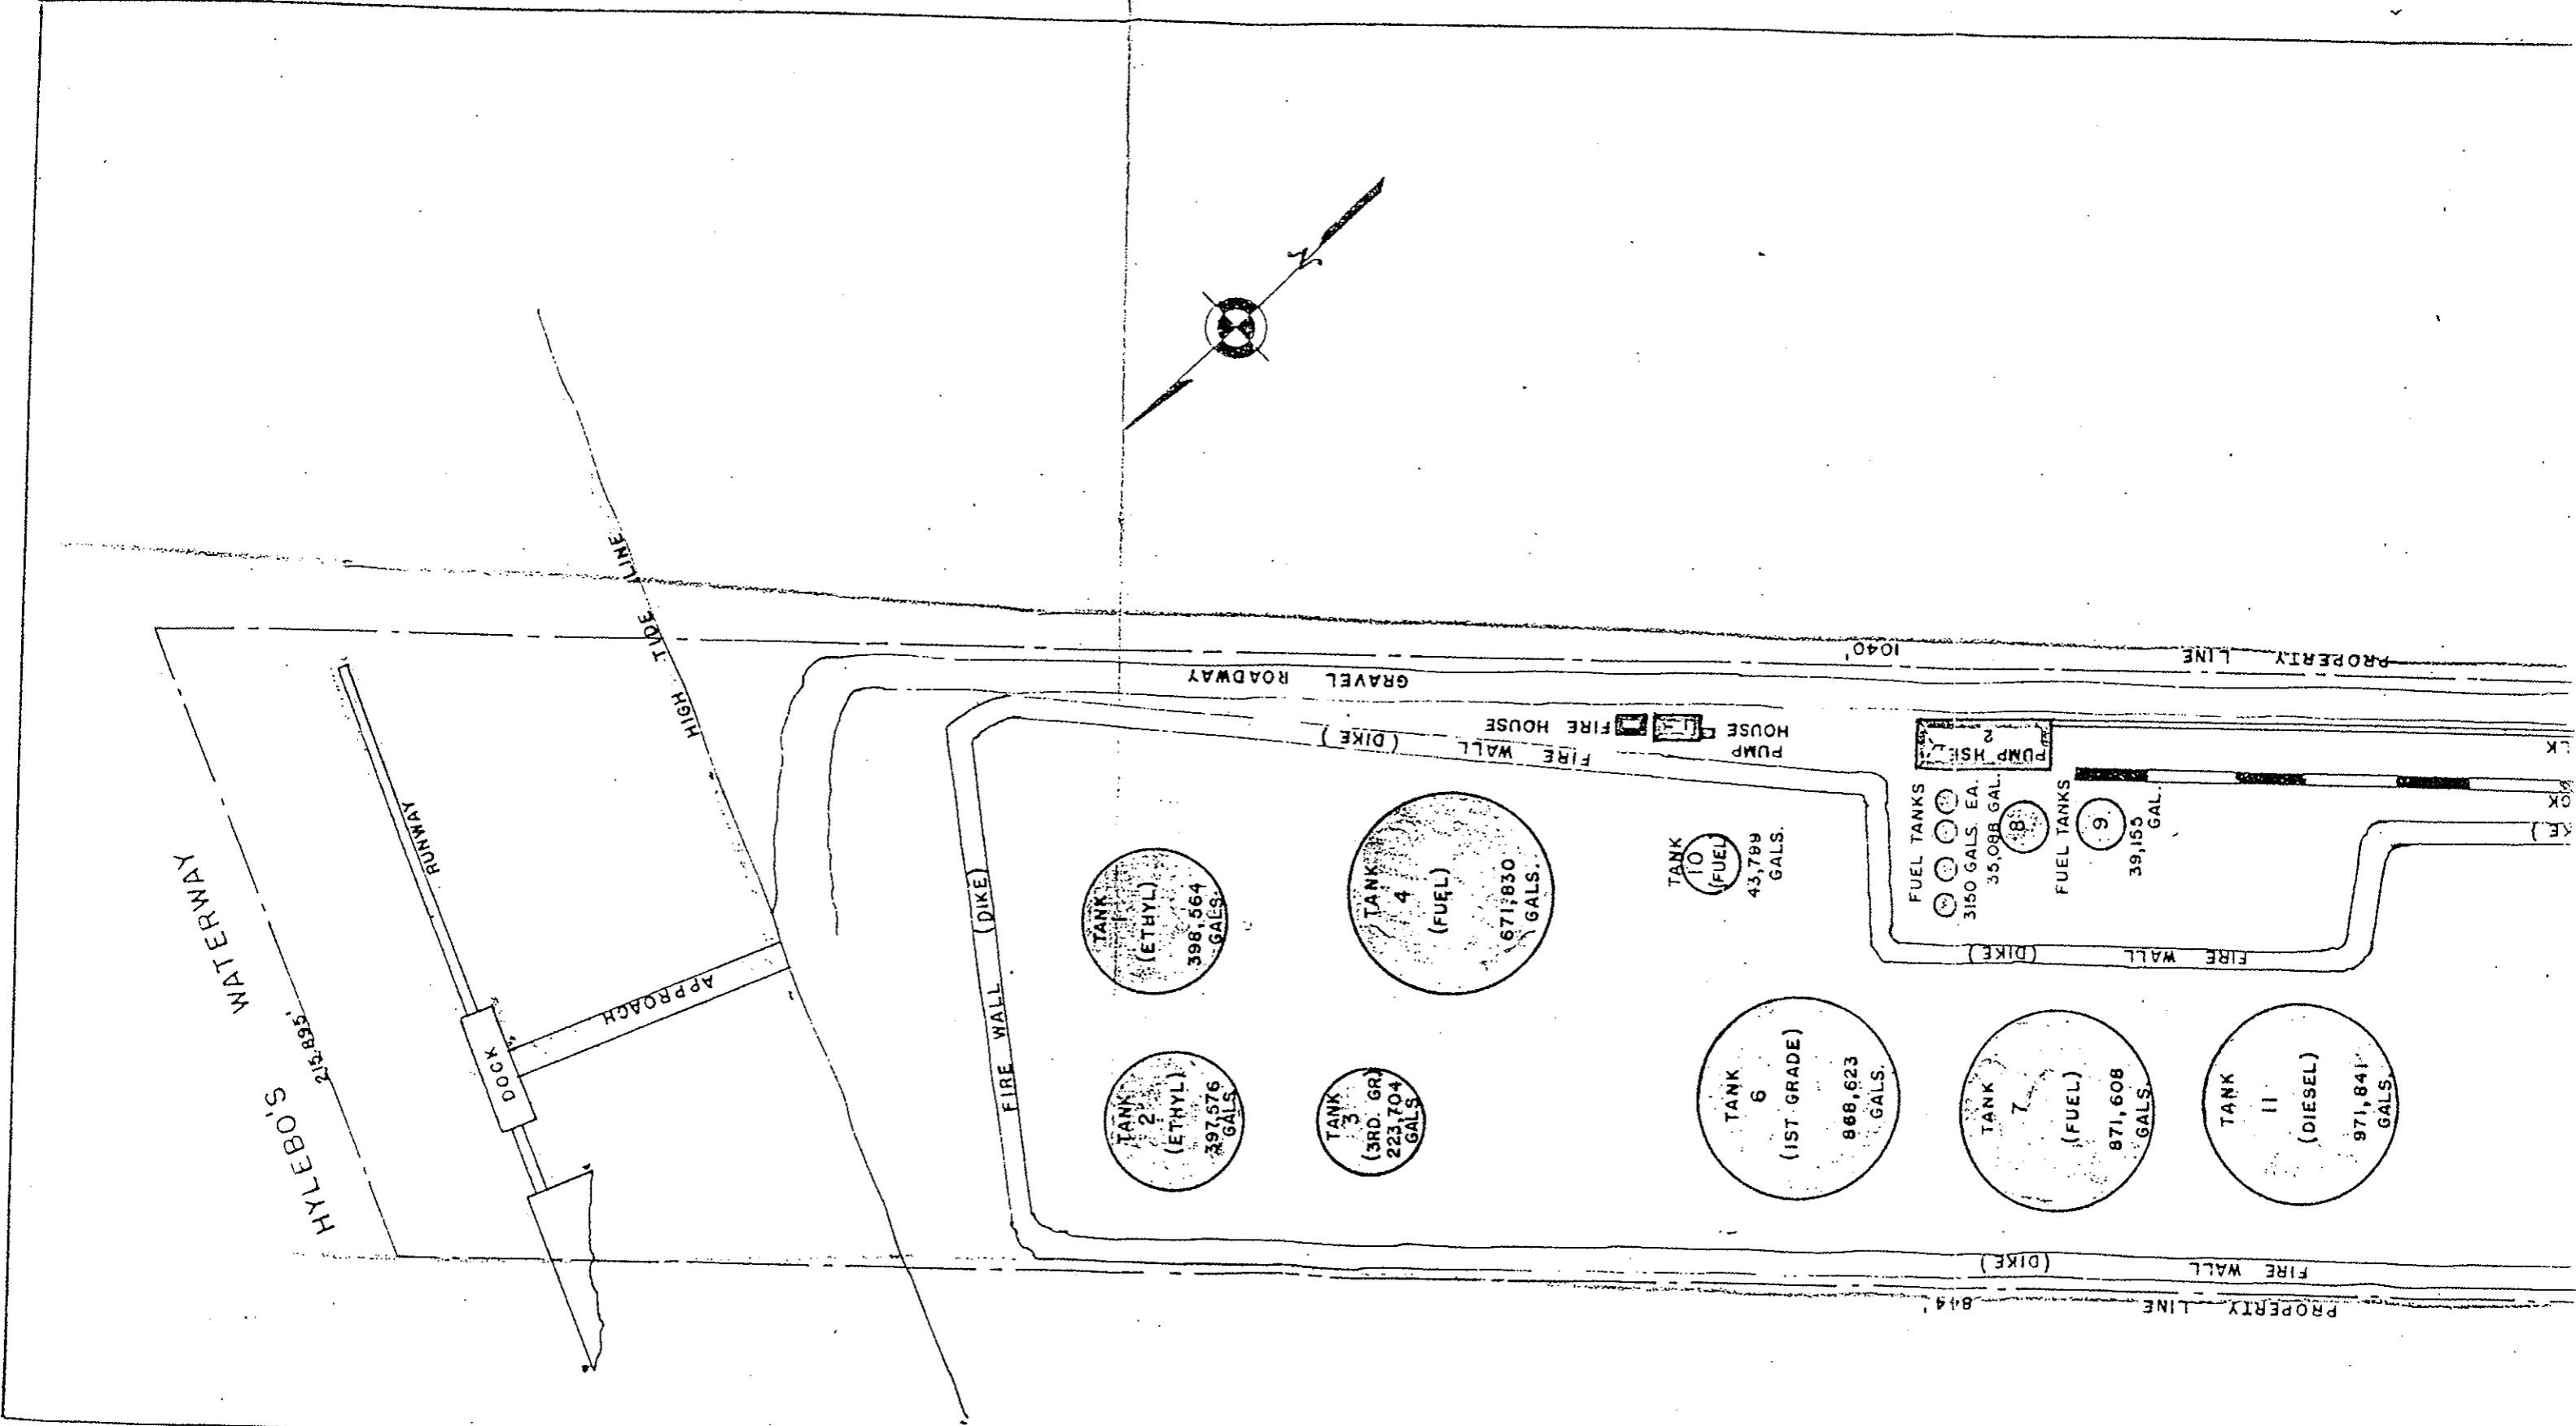 HYLEBO'S WATERWAY
215.895'
RUNWAY
DOCK
APPROACH
HIGH TIDE LINE
N
PROPERTY LINE 1040'
GRAVEL ROADWAY
FIRE WALL (DIKE)
FIRE HOUSE
PUMP
HOUSE
PUMP HSE
2
FIRE WALL (DIKE)
TANK
1
(ETHYL)
398,564
GALS.
TANK
2
(ETHYL)
397,576
GALS.
TANK
3
(3RD. GR.)
223,704
GALS.
TANK
4
(FUEL)
671,830
GALS.
TANK
10
(FUEL)
43,799
GALS.
FUEL TANKS
3150 GALS. EA.
35,098 GAL.
8
FUEL TANKS
9
39,155
GAL.
FIRE WALL (DIKE)
TANK
6
(1ST GRADE)
868,623
GALS.
TANK
7
(FUEL)
871,608
GALS.
TANK
11
(DIESEL)
971,841
GALS.
FIRE WALL (DIKE)
PROPERTY LINE 844'